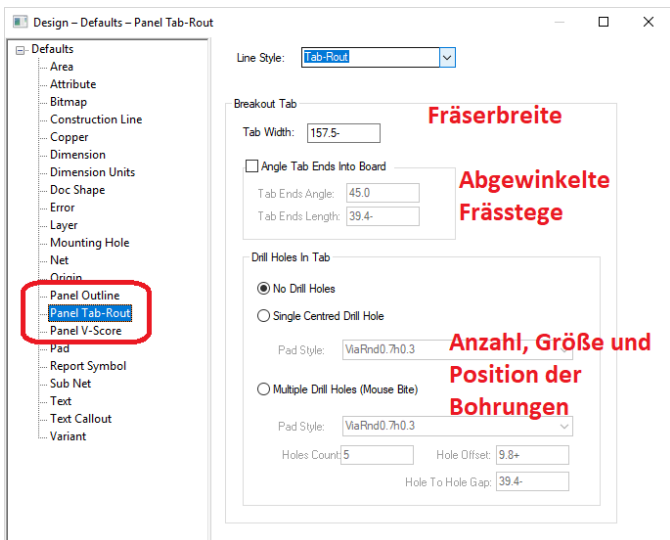 Design – Defaults – Panel Tab-Rout
Defaults
Area
Attribute
Bitmap
Construction Line
Copper
Dimension
Dimension Units
Doc Shape
Error
Layer
Mounting Hole
Net
Origin
Panel Outline
Panel Tab-Rout
Panel V-Score
Pad
Report Symbol
Sub Net
Text
Text Callout
Variant
Line Style: Tab-Rout
Breakout Tab
Fräserbreite
Tab Width: 157.5-
Angle Tab Ends Into Board
Abgewinkelte
Frässtege
Tab Ends Angle: 45.0
Tab Ends Length: 39.4-
Drill Holes In Tab
No Drill Holes
Single Centred Drill Hole
Pad Style: ViaRnd0.7h0.3
Anzahl, Größe und
Position der
Bohrungen
Multiple Drill Holes (Mouse Bite)
Pad Style: ViaRnd0.7h0.3
Holes Count: 5 Hole Offset: 9.8+
Hole To Hole Gap: 39.4-